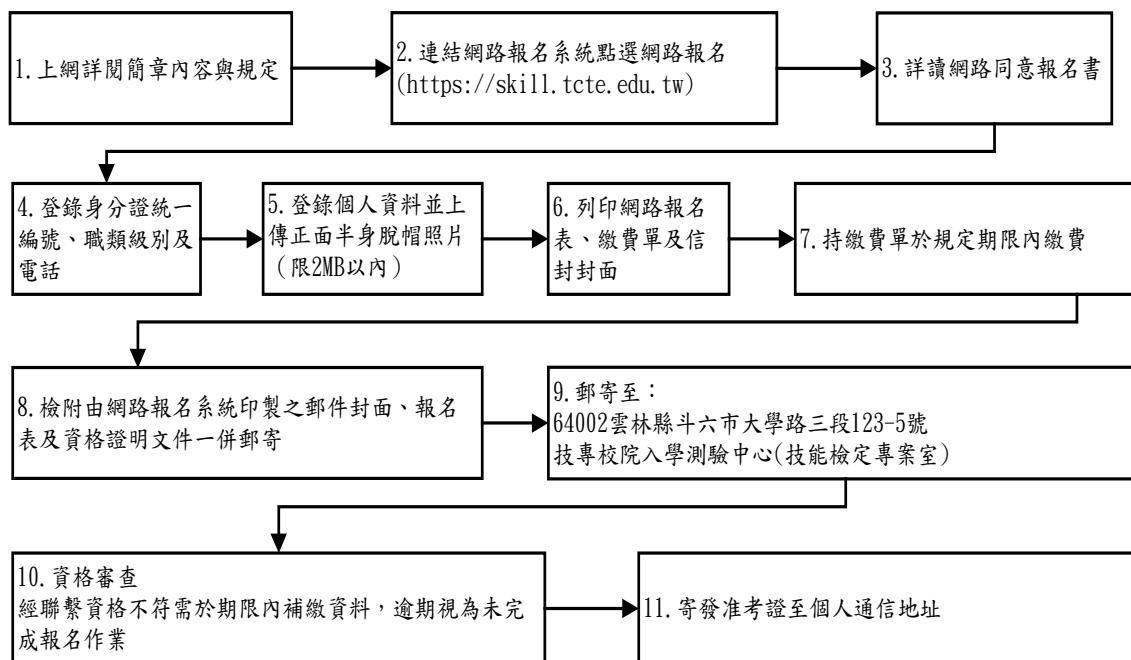 1.上網詳閱簡章內容與規定
2.連結網路報名系統點選網路報名
(https://skill.tcte.edu.tw)
3.詳讀網路同意報名書
4.登錄身分證統一
編號、職類級別及
電話
5.登錄個人資料並上
傳正面半身脫帽照片
（限2MB以內）
6.列印網路報名
表、繳費單及信
封封面
7.持繳費單於規定期限內繳費
8.檢附由網路報名系統印製之郵件封面、報名
表及資格證明文件一併郵寄
9.郵寄至：
64002雲林縣斗六市大學路三段123-5號
技專校院入學測驗中心(技能檢定專案室)
10.資格審查
經聯繫資格不符需於期限內補繳資料，逾期視為未完
成報名作業
11.寄發准考證至個人通信地址